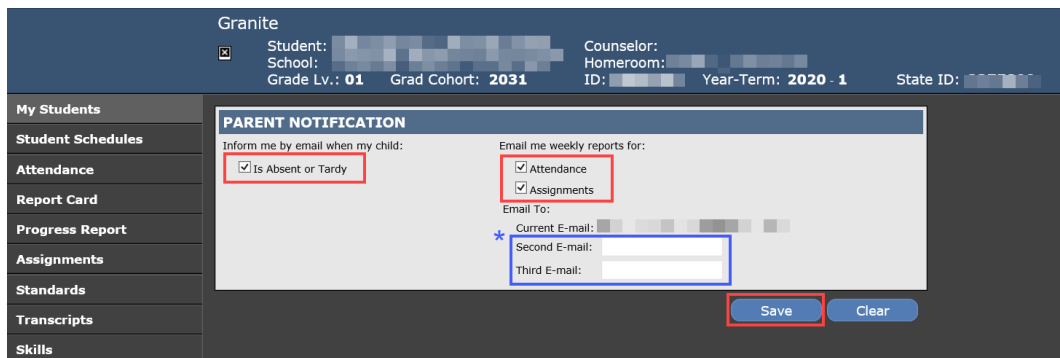 Granite
Student:
School:
Grade Lv.: 01 Grad Cohort: 2031
Counselor:
Homeroom:
ID: Year-Term: 2020 - 1 State ID:
My Students
Student Schedules
Attendance
Report Card
Progress Report
Assignments
Standards
Transcripts
Skills
PARENT NOTIFICATION
Inform me by email when my child:
Is Absent or Tardy
Email me weekly reports for:
Attendance
Assignments
Email To:
Current E-mail:
* Second E-mail:
Third E-mail:
Save Clear